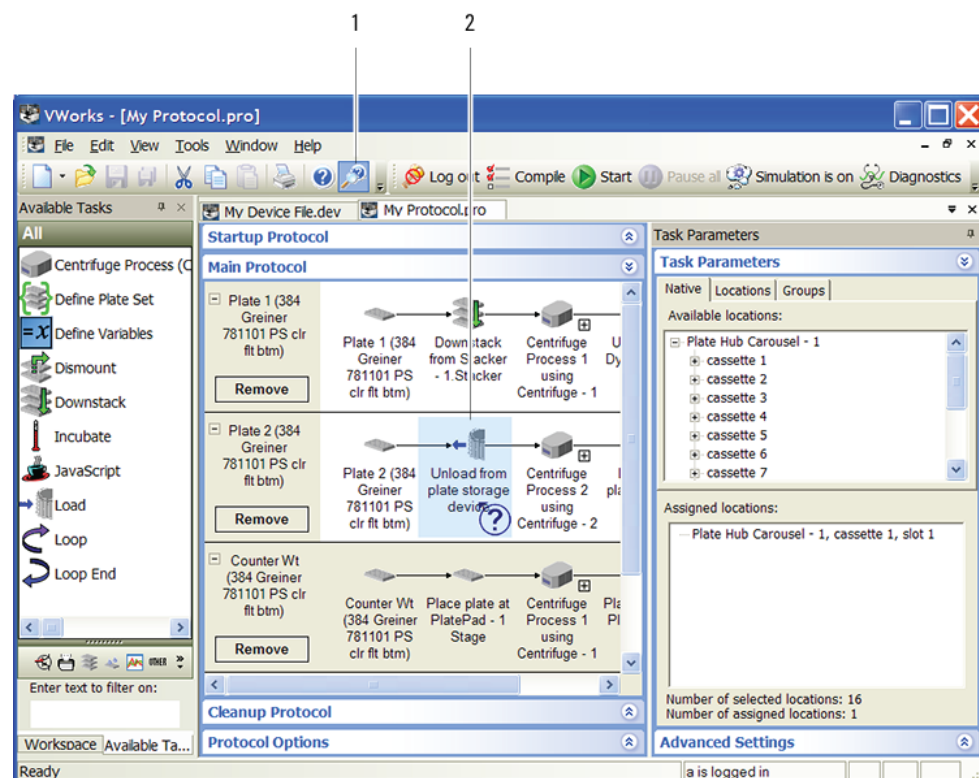 1 2
VWorks - [My Protocol.pro]
File Edit View Tools Window Help
Log out Compile Start Pause all Simulation is on Diagnostics
Available Tasks
All
Centrifuge Process (C
Define Plate Set
=x Define Variables
Dismount
Downstack
Incubate
JavaScript
Load
Loop
Loop End
OTHER
Enter text to filter on:
Workspace Available Ta...
My Device File.dev My Protocol.pro
Startup Protocol
Main Protocol
Plate 1 (384
Greiner
781101 PS clr
flt btm)
Remove
Plate 1 (384
Greiner
781101 PS
clr flt btm)
Downstack
from Stacker
- 1.Stacker
Centrifuge
Process 1
using
Centrifuge - 1
U
Dy
Plate 2 (384
Greiner
781101 PS clr
flt btm)
Remove
Plate 2 (384
Greiner
781101 PS
clr flt btm)
Unload from
plate storage
device
?
Centrifuge
Process 2
using
Centrifuge - 2
pla
Counter Wt
(384 Greiner
781101 PS clr
flt btm)
Remove
Counter Wt
(384 Greiner
781101 PS
clr flt btm)
Place plate at
PlatePad - 1
Stage
Centrifuge
Process 1
using
Centrifuge - 1
Pla
Pl
Cleanup Protocol
Protocol Options
Task Parameters
Task Parameters
Native Locations Groups
Available locations:
Plate Hub Carousel - 1
cassette 1
cassette 2
cassette 3
cassette 4
cassette 5
cassette 6
cassette 7
Assigned locations:
Plate Hub Carousel - 1, cassette 1, slot 1
Number of selected locations: 16
Number of assigned locations: 1
Advanced Settings
Ready
a is logged in